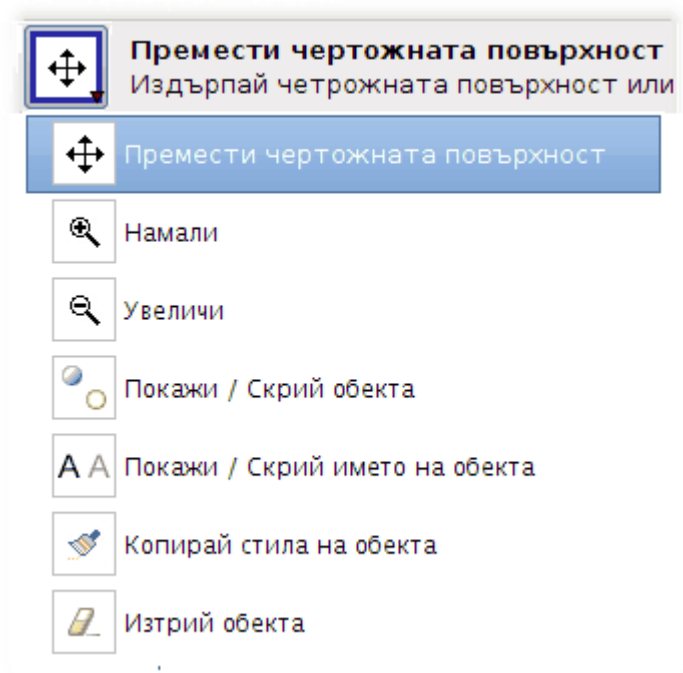 Премести чертожната повърхност
Издърпай четрожната повърхност или
Премести чертожната повърхност
Намали
Увеличи
Покажи / Скрий обекта
A A Покажи / Скрий името на обекта
Копирай стила на обекта
Изтрий обекта